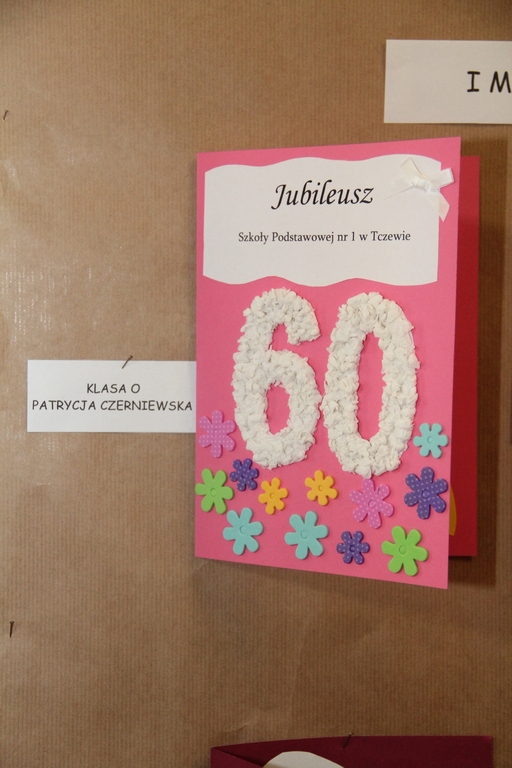 I M
Jubileusz
Szkoły Podstawowej nr 1 w Tczewie
60
KLASA O
PATRYCJA CZERNIEWSKA